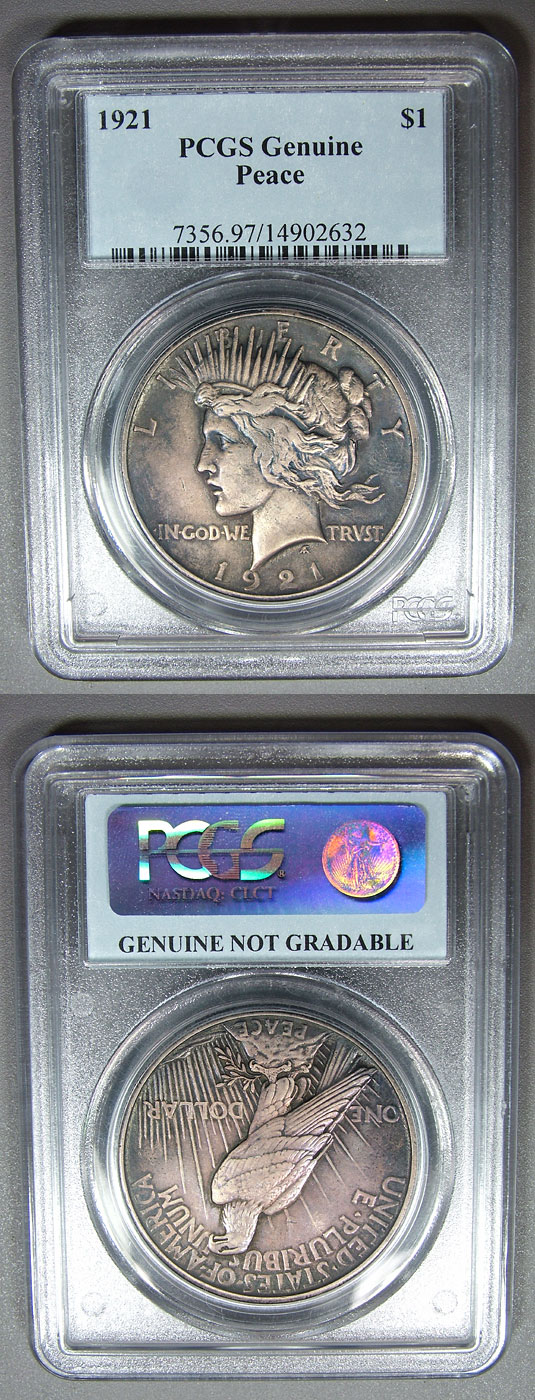 1921 $1
PCGS Genuine
Peace
7356.97/14902632
LIBERTY
IN·GOD·WE TRVST
1921
PCGS
PCGS®
NASDAQ: CLCT
GENUINE NOT GRADABLE
PEACE
ONE DOLLAR
E·PLURIBUS UNUM
UNITED·STATES·OF·AMERICA